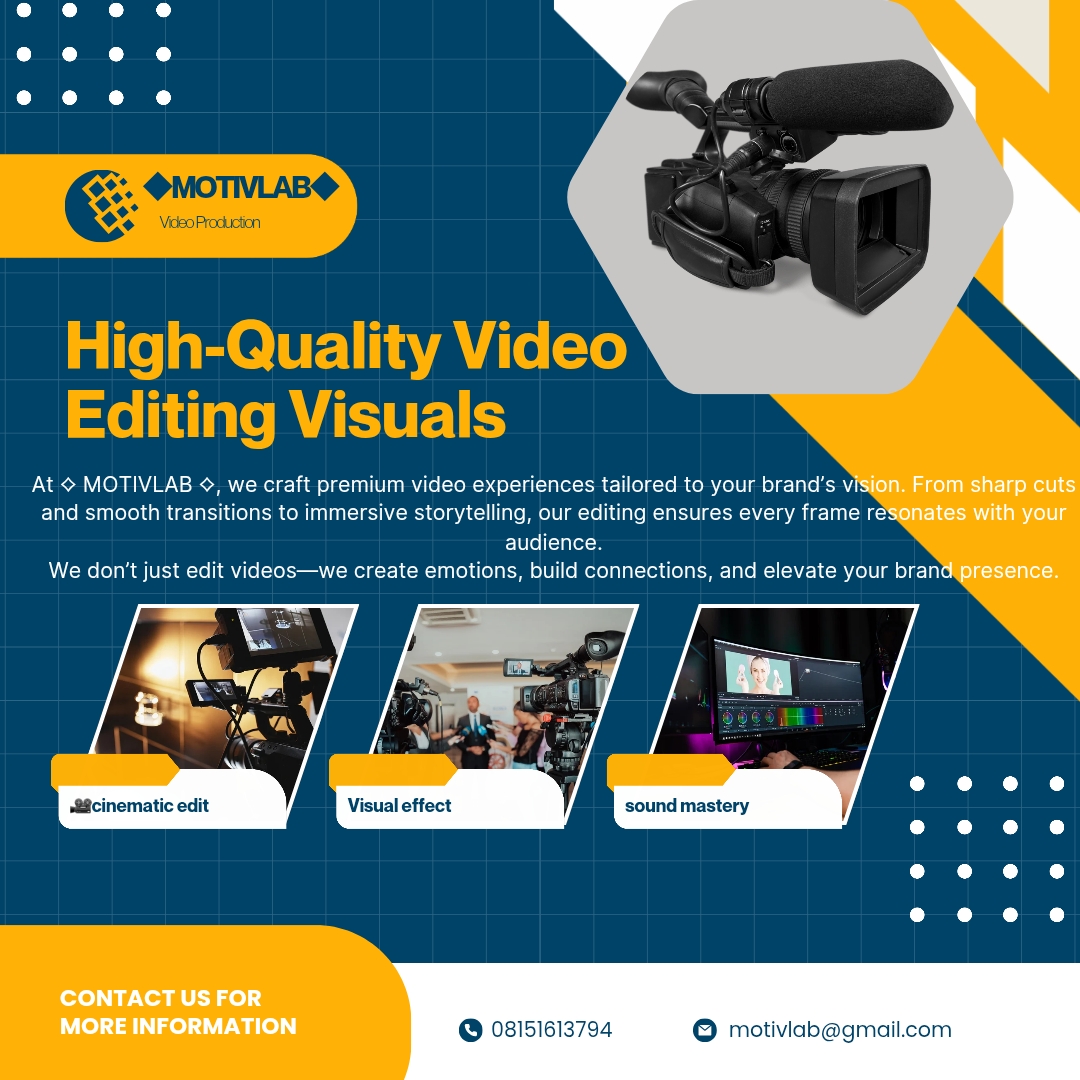 ◆MOTIVLAB◆
Video Production
High-Quality Video
Editing Visuals
At ✧ MOTIVLAB ✧, we craft premium video experiences tailored to your brand’s vision. From sharp cuts
and smooth transitions to immersive storytelling, our editing ensures every frame resonates with your
audience.
We don’t just edit videos—we create emotions, build connections, and elevate your brand presence.
🎥cinematic edit
Visual effect
sound mastery
CONTACT US FOR
MORE INFORMATION
08151613794
motivlab@gmail.com